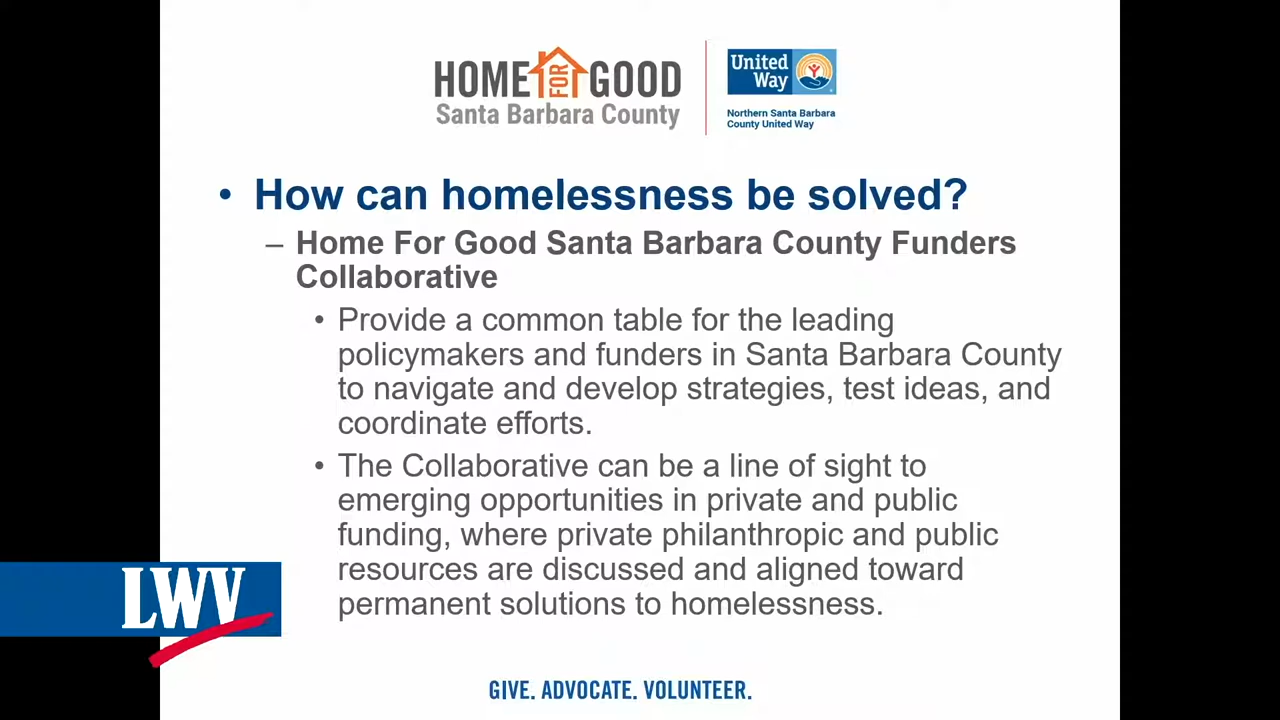 HOME FOR GOOD
Santa Barbara County
United
Way
Northern Santa Barbara
County United Way
• How can homelessness be solved?
– Home For Good Santa Barbara County Funders
Collaborative
• Provide a common table for the leading
policymakers and funders in Santa Barbara County
to navigate and develop strategies, test ideas, and
coordinate efforts.
• The Collaborative can be a line of sight to
emerging opportunities in private and public
funding, where private philanthropic and public
resources are discussed and aligned toward
permanent solutions to homelessness.
LWV
GIVE. ADVOCATE. VOLUNTEER.